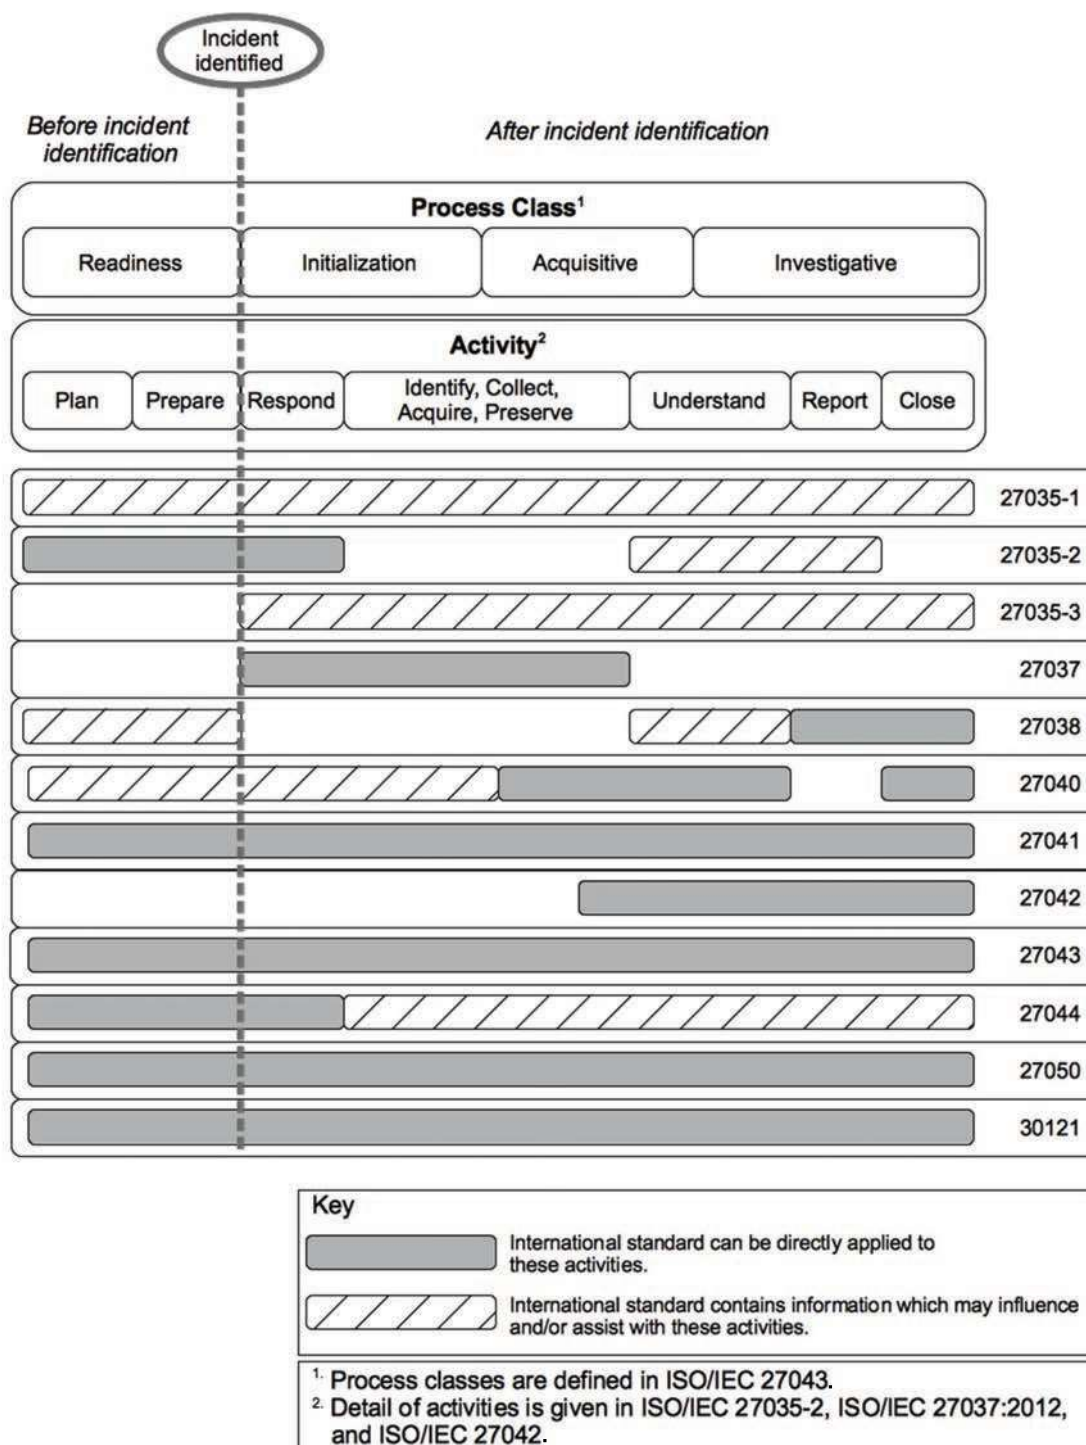 Incident
identified
Before incident
identification
After incident identification
Process Class1
Readiness
Initialization
Acquisitive
Investigative
Activity2
Plan
Prepare
Respond
Identify, Collect,
Acquire, Preserve
Understand
Report
Close
27035-1
27035-2
27035-3
27037
27038
27040
27041
27042
27043
27044
27050
30121
Key
International standard can be directly applied to
these activities.
International standard contains information which may influence
and/or assist with these activities.
1. Process classes are defined in ISO/IEC 27043.
2. Detail of activities is given in ISO/IEC 27035-2, ISO/IEC 27037:2012,
and ISO/IEC 27042.